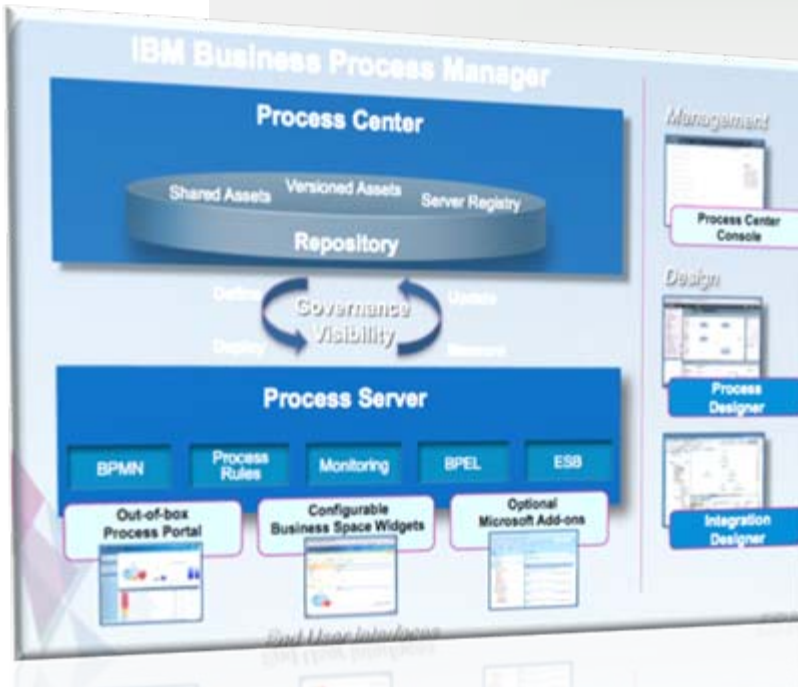 IBM Business Process Manager
Process Center
Shared Assets
Versioned Assets
Server Registry
Repository
Define
Update
Governance
Visibility
Deploy
Measure
Process Server
BPMN
Process
Rules
Monitoring
BPEL
ESB
Out-of-box
Process Portal
Configurable
Business Space Widgets
Optional
Microsoft Add-ons
End User Interfaces
Management
Process Center
Console
Design
Process
Designer
Integration
Designer